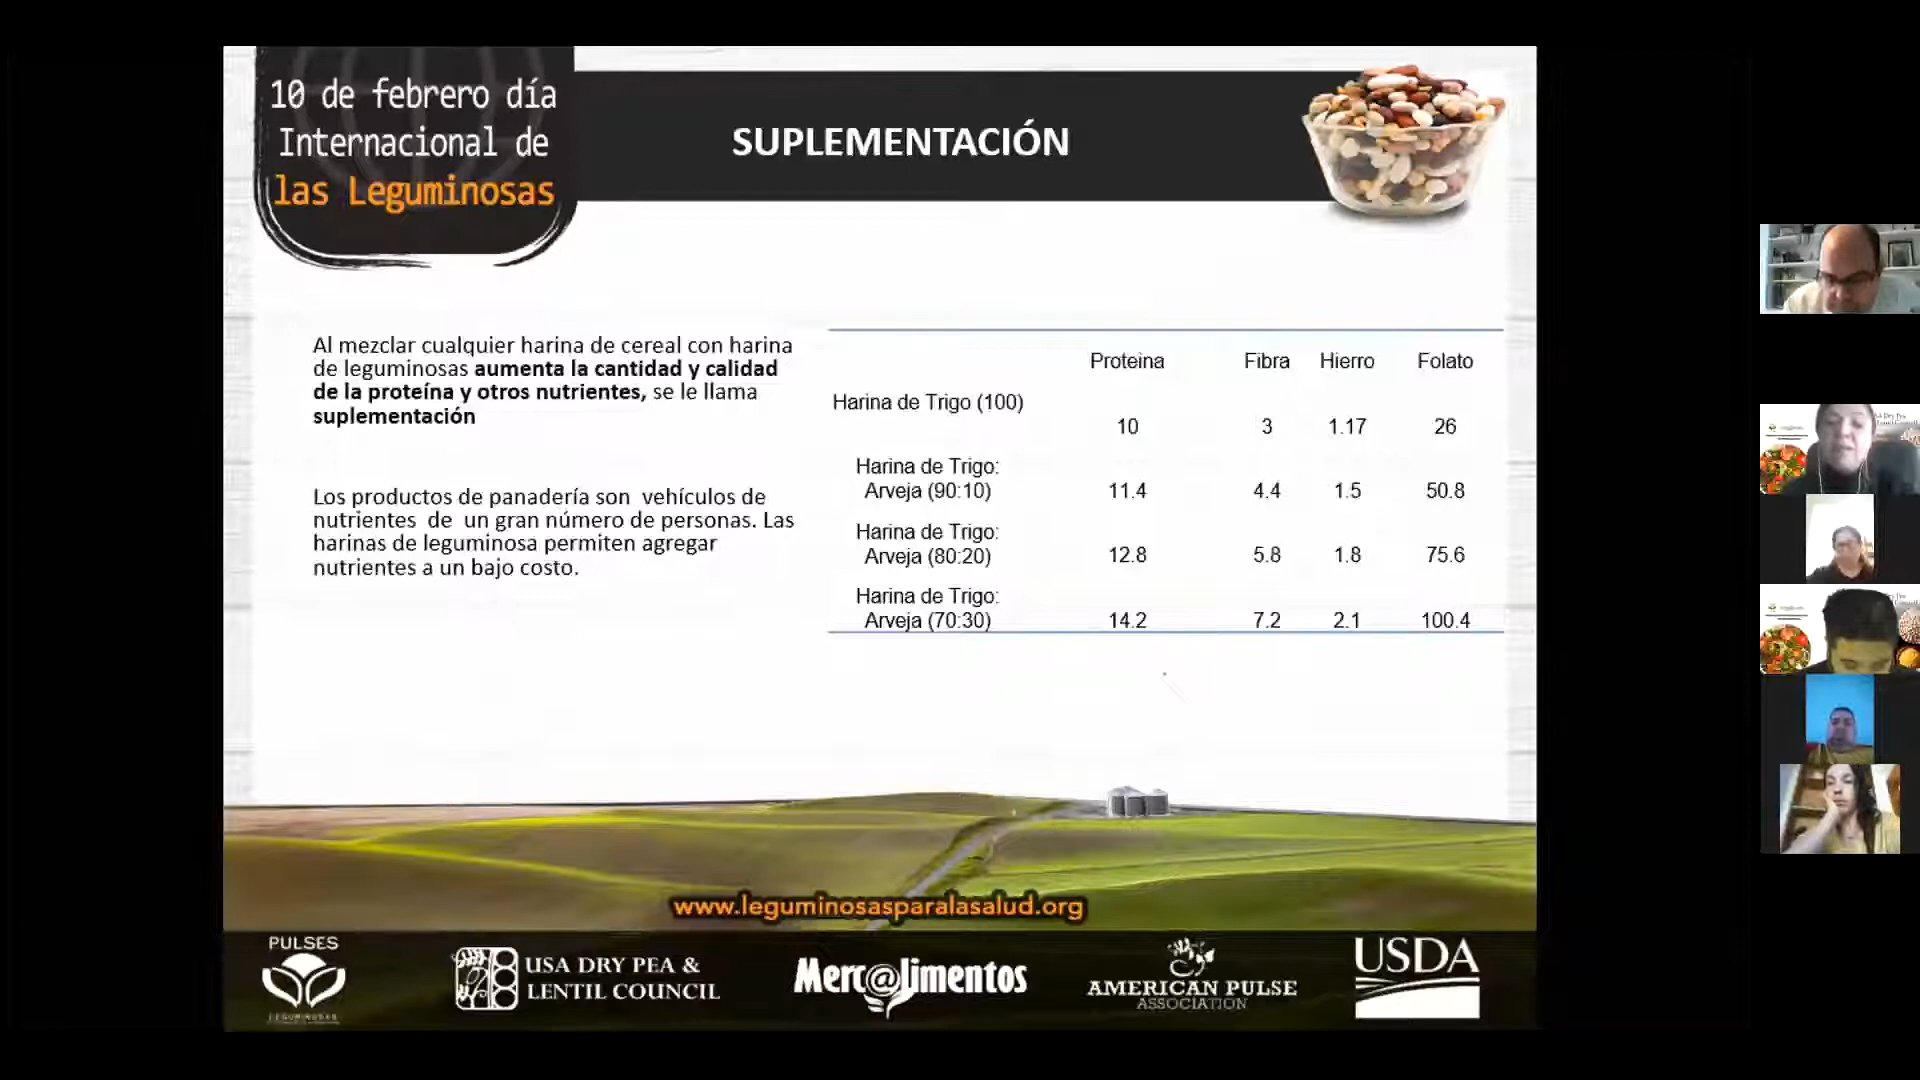 10 de febrero día
Internacional de
las Leguminosas
SUPLEMENTACIÓN
Al mezclar cualquier harina de cereal con harina
de leguminosas aumenta la cantidad y calidad
de la proteína y otros nutrientes, se le llama
suplementación
Los productos de panadería son vehículos de
nutrientes de un gran número de personas. Las
harinas de leguminosa permiten agregar
nutrientes a un bajo costo.
Proteina Fibra Hierro Folato
Harina de Trigo (100)
10 3 1.17 26
Harina de Trigo:
Arveja (90:10) 11.4 4.4 1.5 50.8
Harina de Trigo:
Arveja (80:20) 12.8 5.8 1.8 75.6
Harina de Trigo:
Arveja (70:30) 14.2 7.2 2.1 100.4
www.leguminosasparalasalud.org
PULSES
LEGUMINOSAS
USA DRY PEA &
LENTIL COUNCIL
Merc@limentos
AMERICAN PULSE
ASSOCIATION
USDA